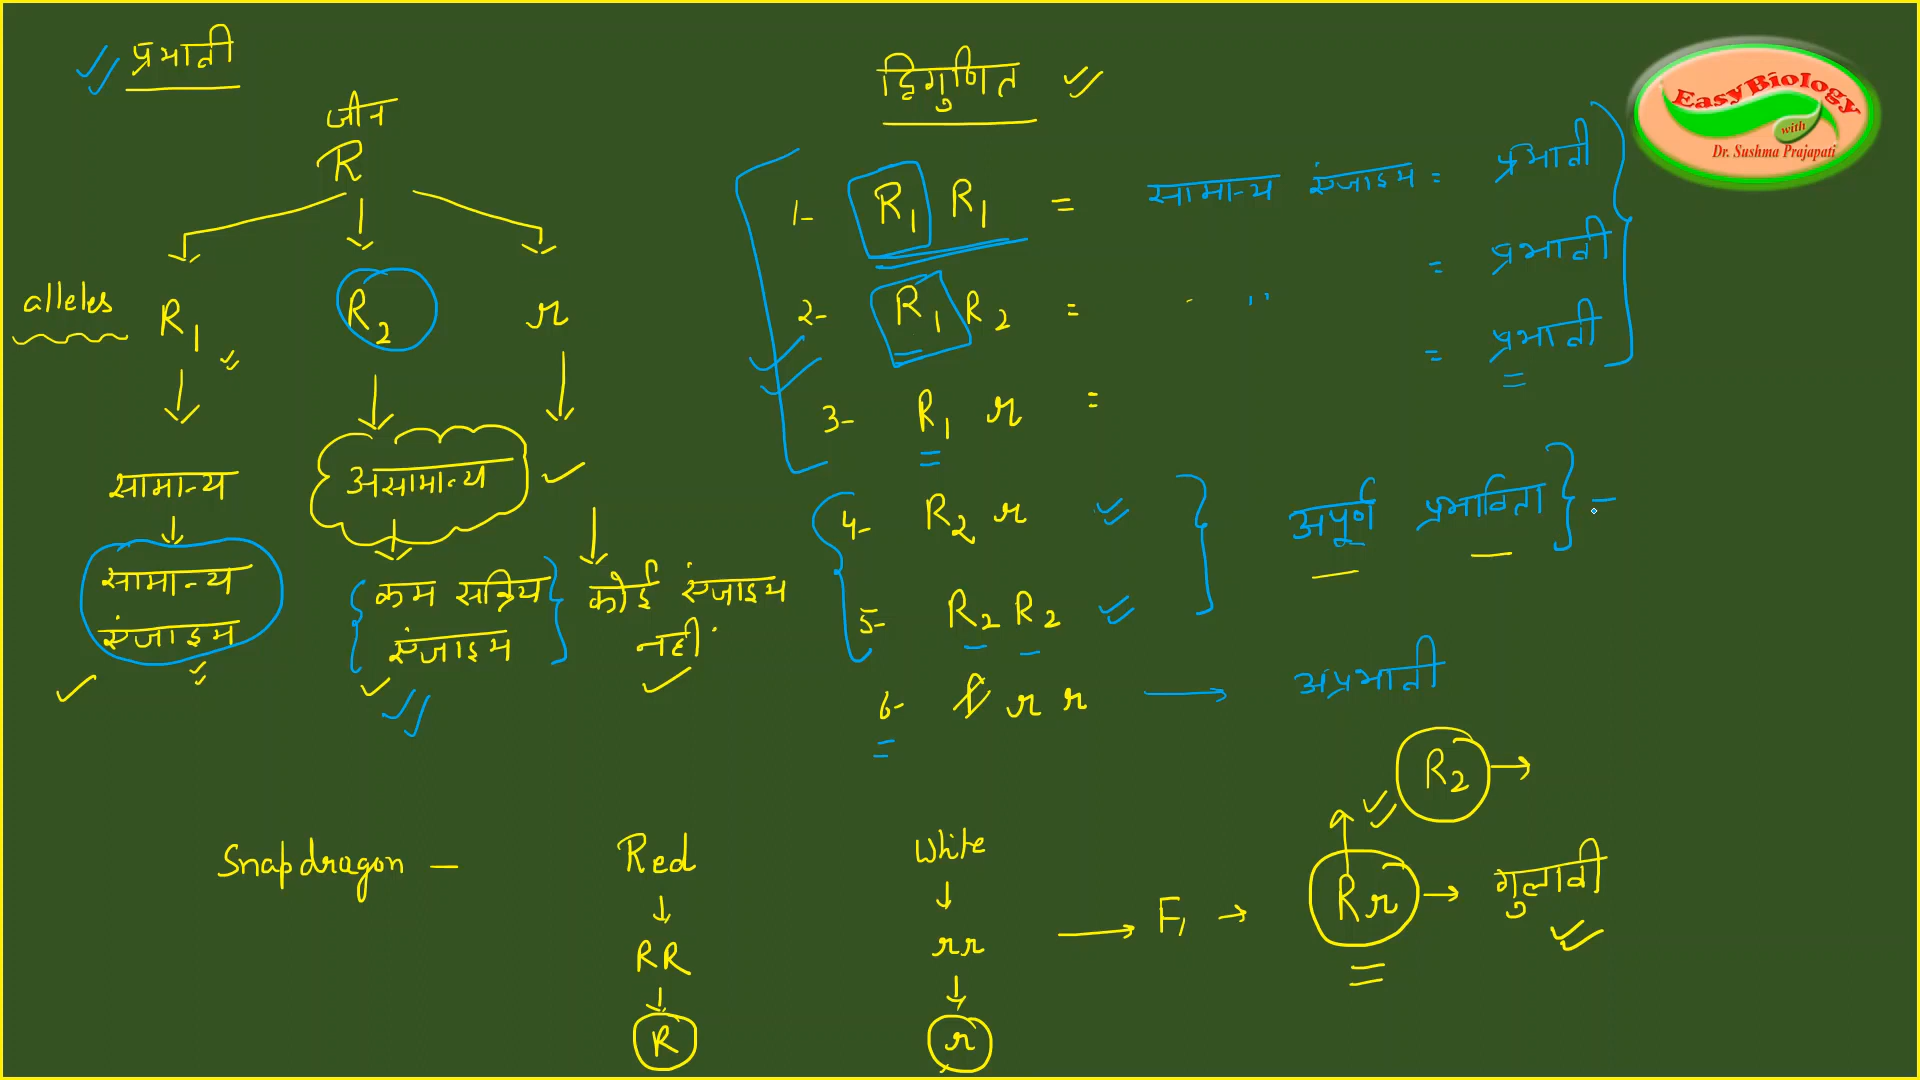 प्रभावी
जीन
R
alleles R₁ R₂ r
सामान्य असामान्य
सामान्य एंजाइम
कम सक्रिय एंजाइम
कोई एंजाइम नहीं
द्विगुणित
1- R₁ R₁ = सामान्य एंजाइम = प्रभावी
2- R₁ R₂ = " = प्रभावी
3- R₁ r = = प्रभावी
4- R₂ r
5- R₂ R₂
अपूर्ण प्रभाविता
6- r r → अप्रभावी
Snapdragon -
Red
RR
R
White
rr
r
→ F₁ → Rr → गुलाबी
R₂ →
EasyBiology
with
Dr. Sushma Prajapati